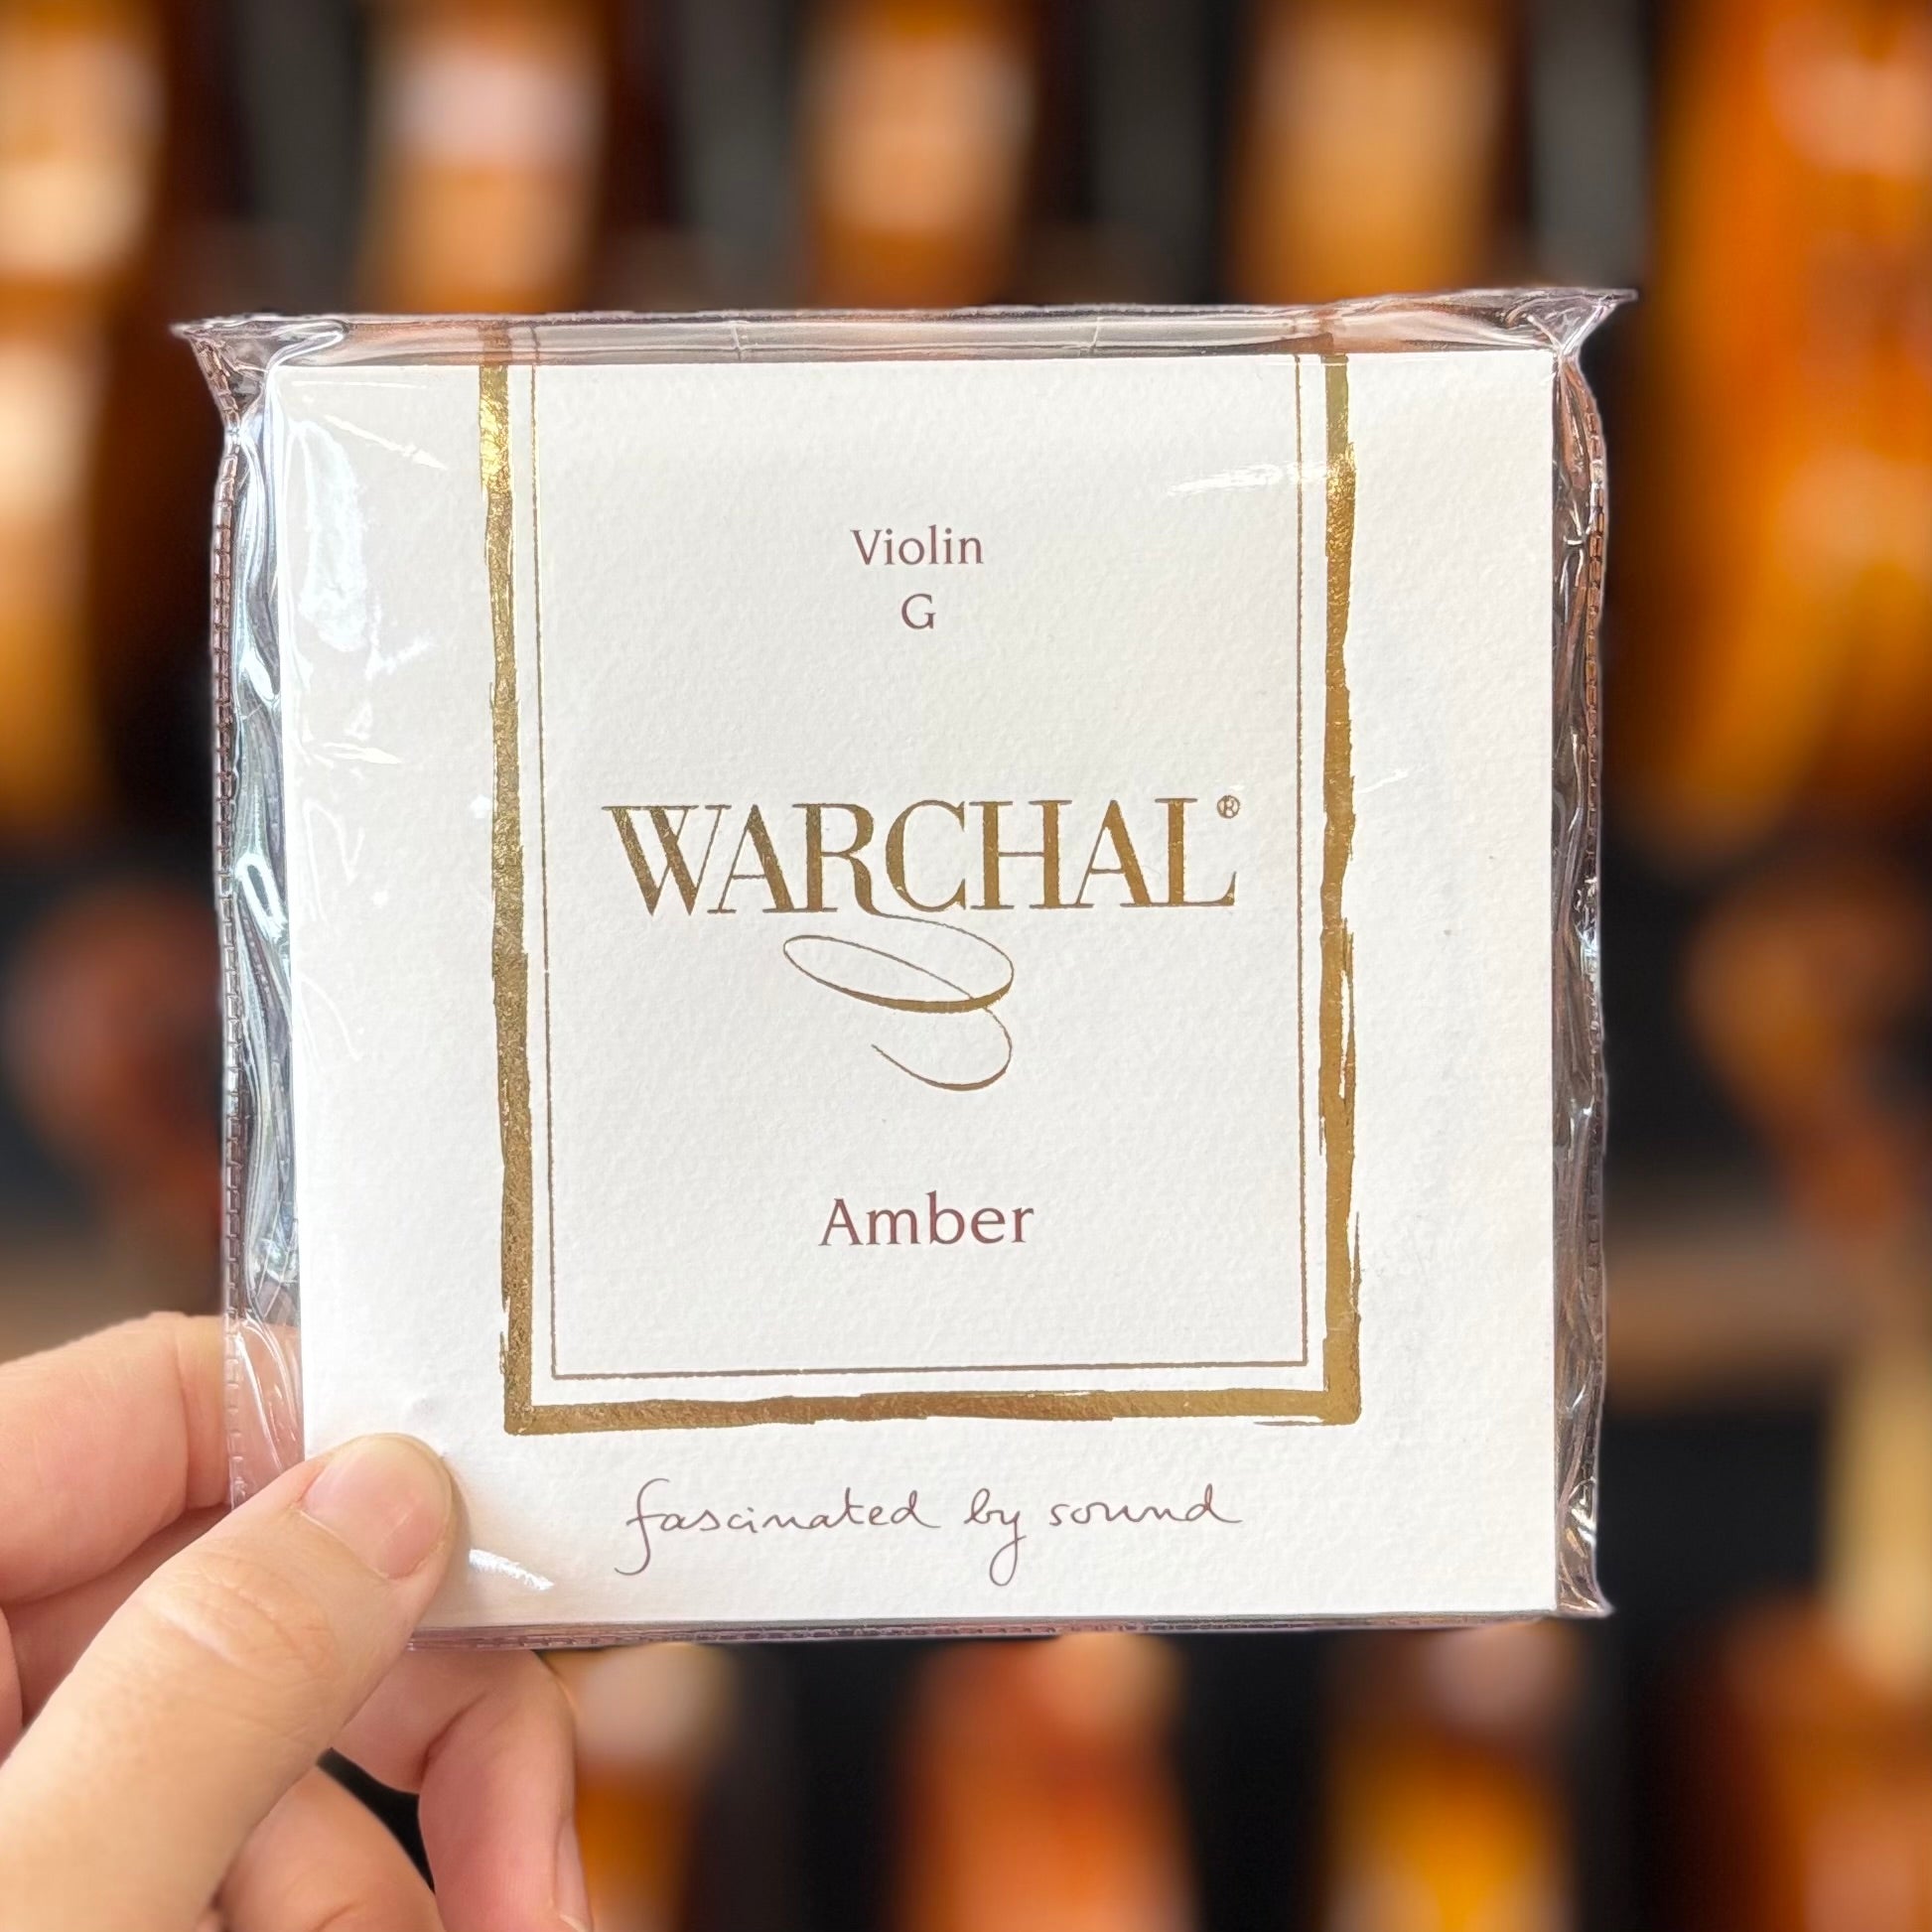 Violin
G
WARCHAL®
Amber
fascinated by sound